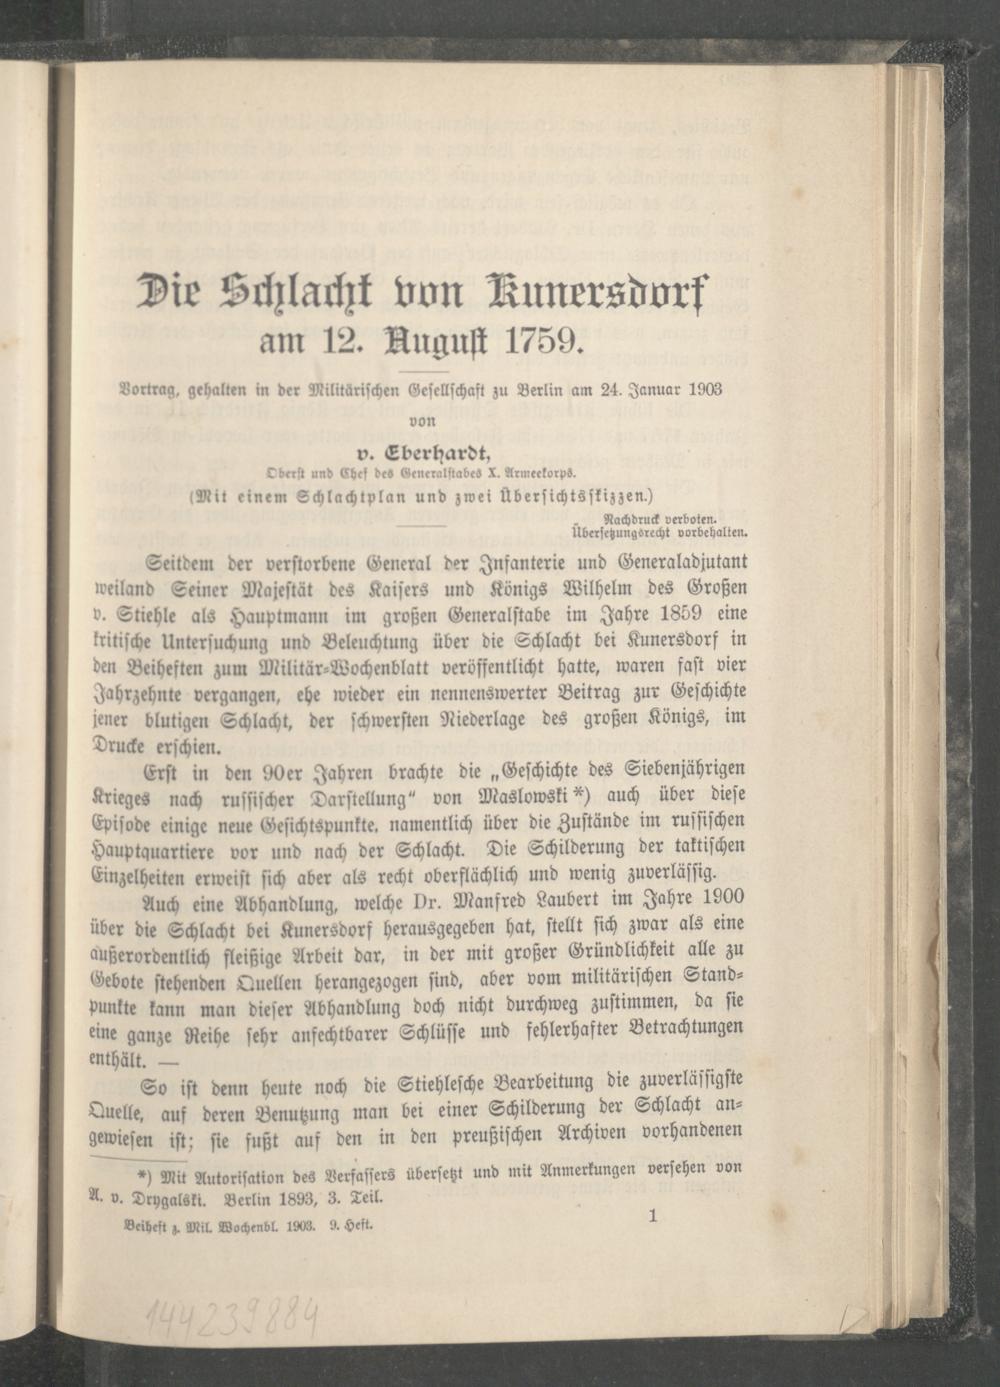 Die Schlacht von Kunersdorf
am 12. August 1759.
Vortrag, gehalten in der Militärischen Gesellschaft zu Berlin am 24. Januar 1903
von
v. Eberhardt,
Oberst und Chef des Generalstabes X. Armeekorps.
(Mit einem Schlachtplan und zwei Übersichtsskizzen.)
Nachdruck verboten.
Übersetzungsrecht vorbehalten.
Seitdem der verstorbene General der Infanterie und Generaladjutant
weiland Seiner Majestät des Kaisers und Königs Wilhelm des Großen
v. Stiehle als Hauptmann im großen Generalstabe im Jahre 1859 eine
kritische Untersuchung und Beleuchtung über die Schlacht bei Kunersdorf in
den Beiheften zum Militär-Wochenblatt veröffentlicht hatte, waren fast vier
Jahrzehnte vergangen, ehe wieder ein nennenswerter Beitrag zur Geschichte
jener blutigen Schlacht, der schwersten Niederlage des großen Königs, im
Drucke erschien.
Erst in den 90er Jahren brachte die „Geschichte des Siebenjährigen
Krieges nach russischer Darstellung“ von Maslowski*) auch über diese
Episode einige neue Gesichtspunkte, namentlich über die Zustände im russischen
Hauptquartiere vor und nach der Schlacht. Die Schilderung der taktischen
Einzelheiten erweist sich aber als recht oberflächlich und wenig zuverlässig.
Auch eine Abhandlung, welche Dr. Manfred Laubert im Jahre 1900
über die Schlacht bei Kunersdorf herausgegeben hat, stellt sich zwar als eine
außerordentlich fleißige Arbeit dar, in der mit großer Gründlichkeit alle zu
Gebote stehenden Quellen herangezogen sind, aber vom militärischen Stand-
punkte kann man dieser Abhandlung doch nicht durchweg zustimmen, da sie
eine ganze Reihe sehr anfechtbarer Schlüsse und fehlerhafter Betrachtungen
enthält. —
So ist denn heute noch die Stiehlesche Bearbeitung die zuverlässigste
Quelle, auf deren Benutzung man bei einer Schilderung der Schlacht an-
gewiesen ist; sie fußt auf den in den preußischen Archiven vorhandenen
*) Mit Autorisation des Verfassers übersetzt und mit Anmerkungen versehen von
A. v. Drygalski. Berlin 1893, 3. Teil.
Beiheft z. Mil. Wochenbl. 1903. 9. Heft.
1
144239884